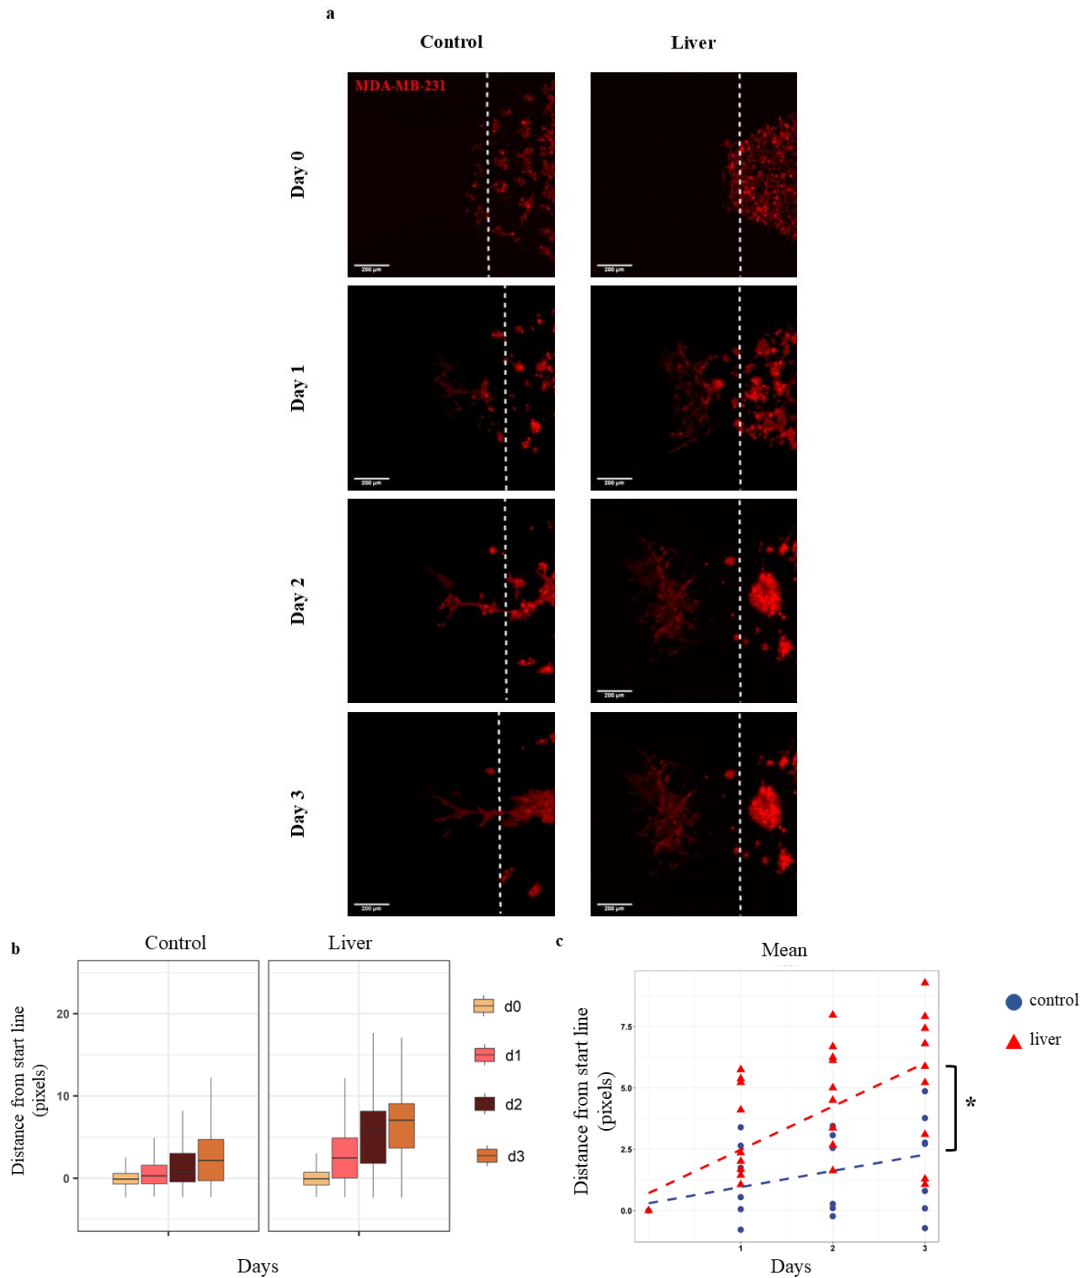 a
Control Liver
MDA-MB-231
Day 0
200 μm 200 μm
Day 1
200 μm 200 μm
Day 2
200 μm
Day 3
200 μm 200 μm
b
Control Liver
Distance from start line
(pixels)
20
10
0
d0
d1
d2
d3
Days
c
Mean
Distance from start line
(pixels)
7.5
5.0
2.5
0.0
1 2 3
*
control
liver
Days